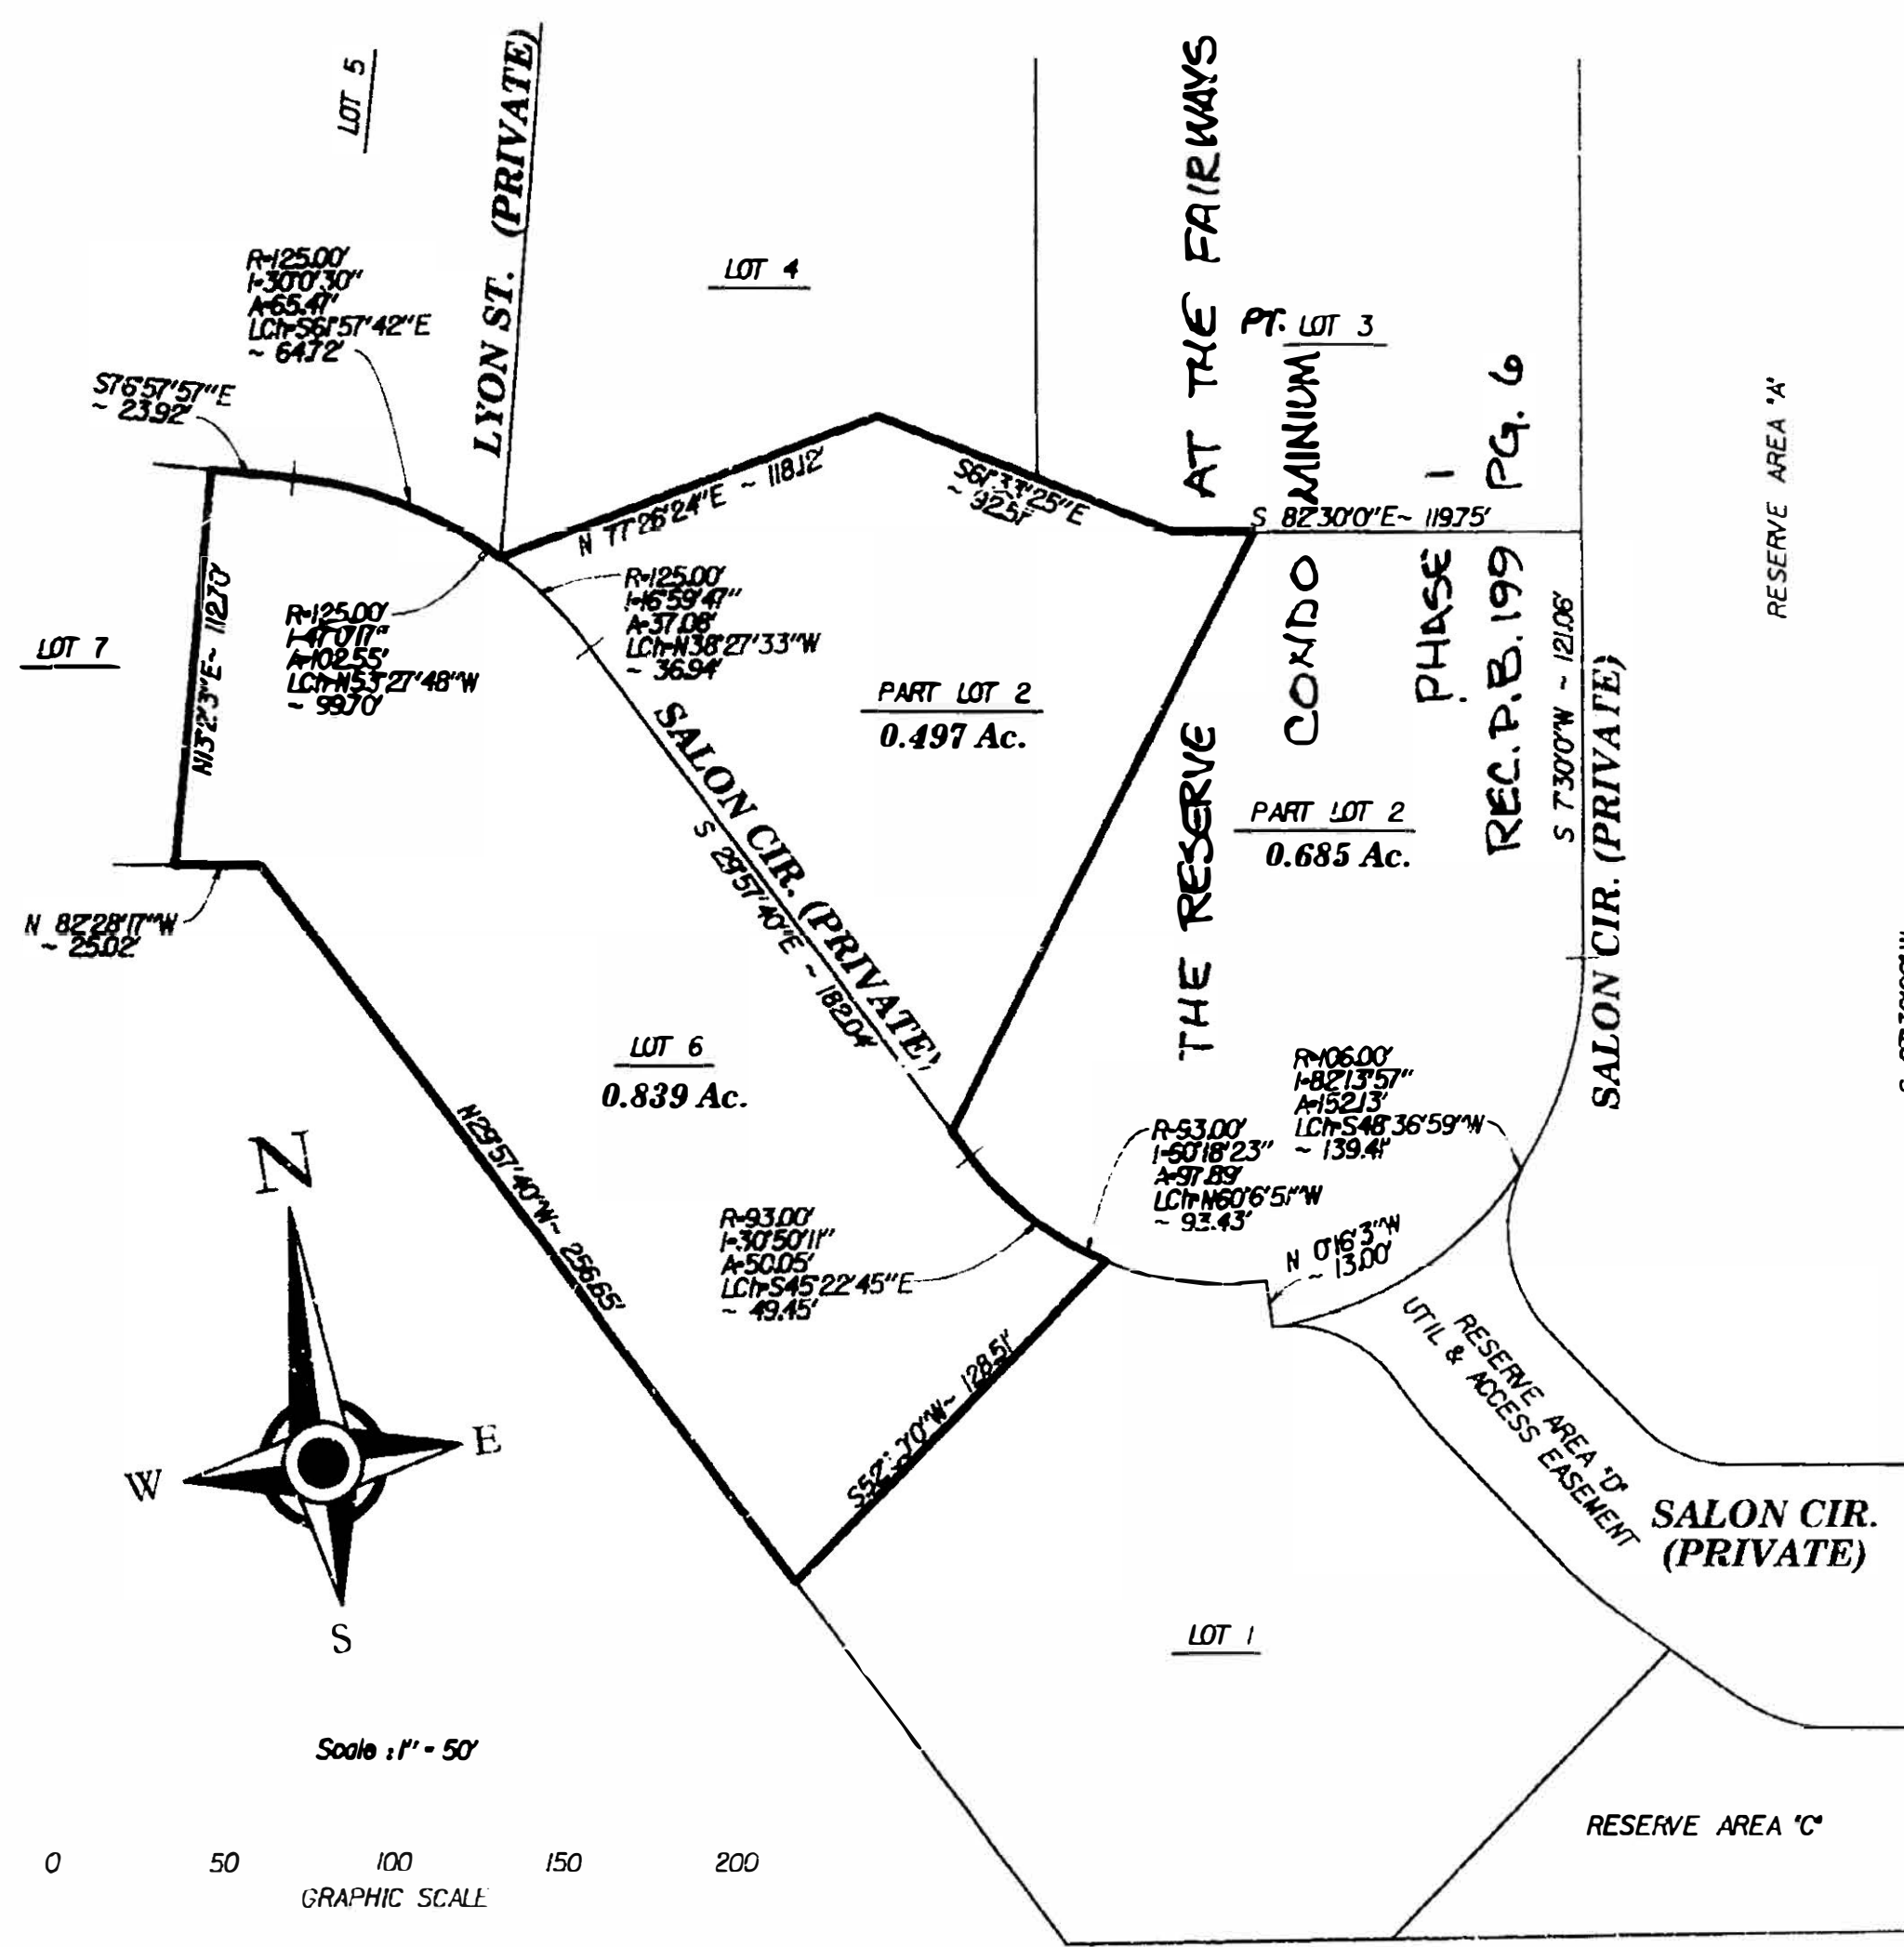 LOT 5
LYON ST. (PRIVATE)
R=125.00'
I=30°0'30"
A=65.47'
LCh=S61°57'42"E
~ 64.72'
S76°57'57"E
~ 23.92'
LOT 4
AT THE FAIRWAYS
PT. LOT 3
CONDO MINIUM
PHASE 1
REC. P.B. 199 PG. 6
RESERVE AREA "A"
N 77°26'24"E ~ 118.12'
~ 92.51'
S 82°30'0"E ~ 119.75'
R=125.00'
I=47°0'17"
A=102.55'
LCh=N53°27'48"W
~ 99.70'
R=125.00'
I=16°59'47"
A=37.08'
LCh=N38°27'33"W
~ 36.94'
LOT 7
~ 112.70'
PART LOT 2
0.497 Ac.
THE RESERVE
PART LOT 2
0.685 Ac.
S 7°30'0"W ~ 121.06'
SALON CIR. (PRIVATE)
SALON CIR. (PRIVATE)
S 29°57'40"E ~ 182.04'
N 82°28'17"W
~ 25.02'
LOT 6
0.839 Ac.
N29°57'40"W ~ 256.65'
R=106.00'
I=82°13'57"
A=152.13'
LCh=S48°36'59"W
~ 139.41'
R=93.00'
I=60°18'23"
A=97.89'
LCh=N60°6'51"W
~ 93.43'
R=93.00'
I=30°50'11"
A=50.05'
LCh=S45°22'45"E
~ 49.45'
N 0°16'3"W
~ 13.00'
~ 128.51'
RESERVE AREA "D"
UTIL & ACCESS EASEMENT
SALON CIR.
(PRIVATE)
N
W
E
S
LOT 1
Scale : 1" = 50'
RESERVE AREA "C"
0 50 100 150 200
GRAPHIC SCALE